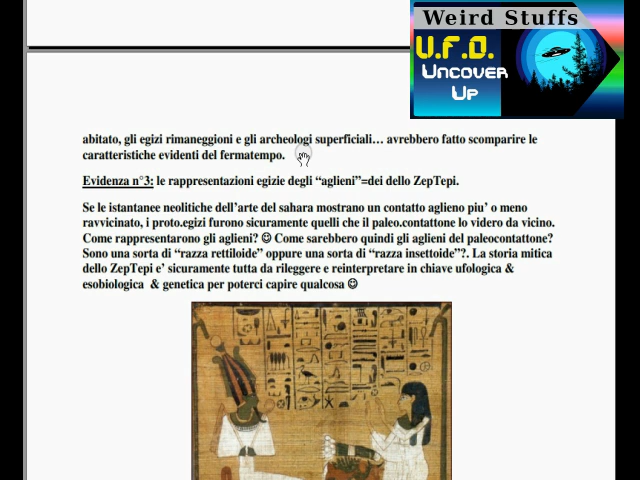 Weird Stuffs
U.F.O.
Uncover
Up
abitato, gli egizi rimaneggioni e gli archeologi superficiali… avrebbero fatto scomparire le
caratteristiche evidenti del fermatempo.
Evidenza n°3: le rappresentazioni egizie degli “aglieni”=dei dello ZepTepi.
Se le istantanee neolitiche dell’arte del sahara mostrano un contatto aglieno piu’ o meno
ravvicinato, i proto.egizi furono sicuramente quelli che il paleo.contattone lo videro da vicino.
Come rappresentarono gli aglieni? ☺ Come sarebbero quindi gli aglieni del paleocontattone?
Sono una sorta di “razza rettiloide” oppure una sorta di “razza insettoide”?. La storia mitica
dello ZepTepi e’ sicuramente tutta da rileggere e reinterpretare in chiave ufologica &
esobiologica & genetica per poterci capire qualcosa ☺